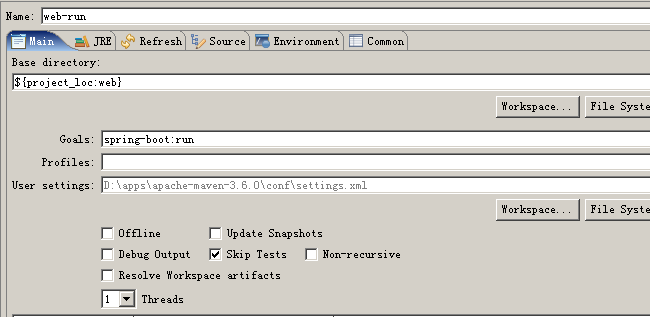 Name: web-run
Main JRE Refresh Source Environment Common
Base directory:
${project_loc:web}
Workspace... File Syste
Goals: spring-boot:run
Profiles:
User settings: D:\apps\apache-maven-3.6.0\conf\settings.xml
Workspace... File Syste
Offline Update Snapshots
Debug Output Skip Tests Non-recursive
Resolve Workspace artifacts
1 Threads